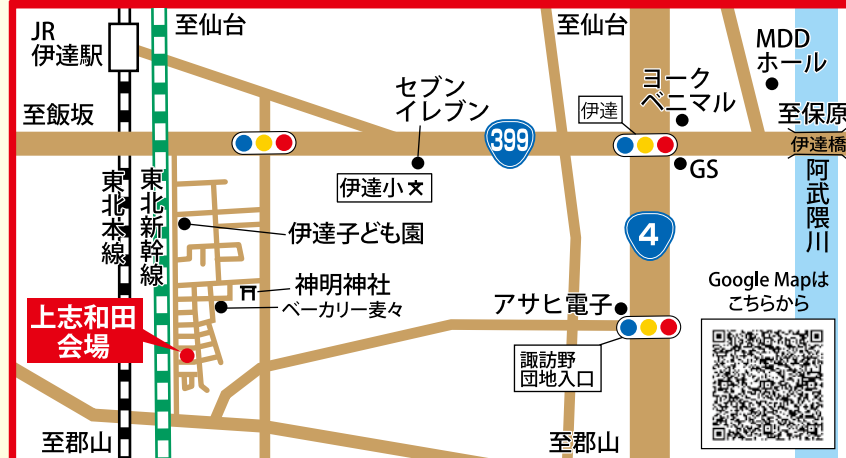 JR
伊達駅
至仙台
至仙台
MDD
ホール
セブン
イレブン
ヨーク
ベニマル
至飯坂
伊達
至保原
399
伊達橋
GS
伊達小
東北本線
東北新幹線
阿武隈川
伊達子ども園
4
神明神社
ベーカリー麦々
アサヒ電子
Google Mapは
こちらから
上志和田
会場
諏訪野
団地入口
至郡山
至郡山